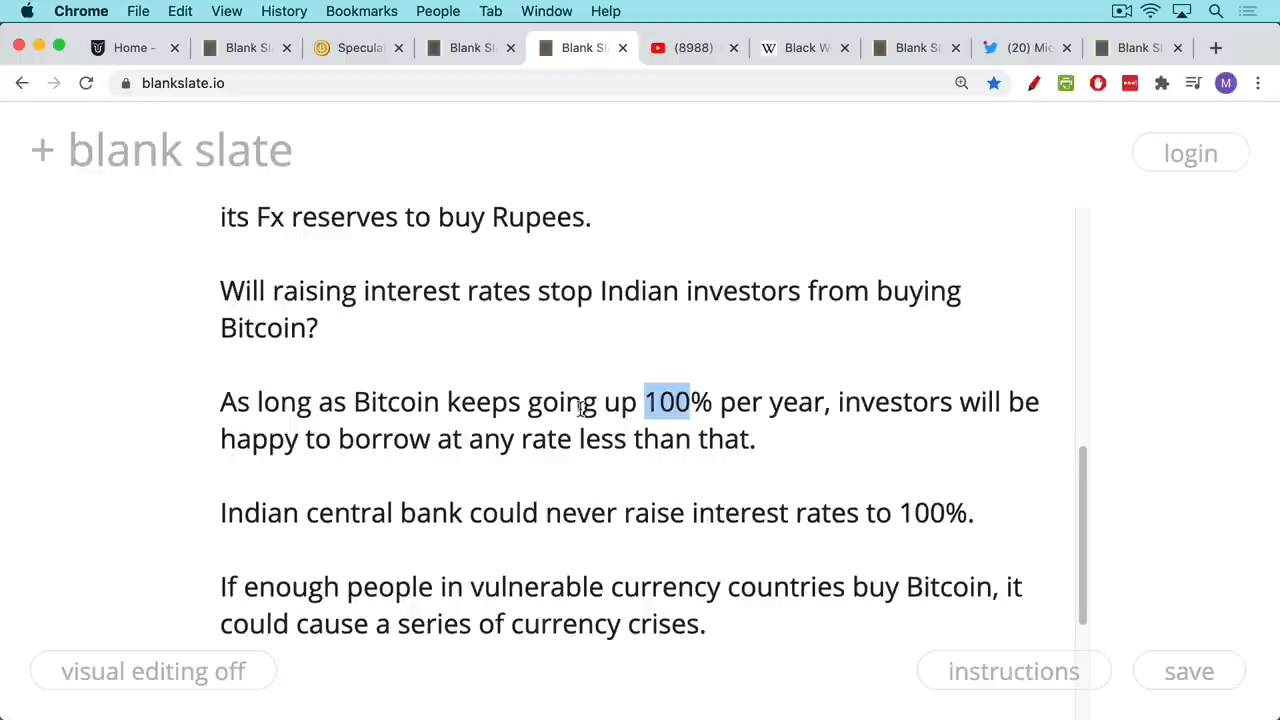 Chrome File Edit View History Bookmarks People Tab Window Help
Home - Blank Sl Specula Blank Sl Blank Sl (8988) Black W Blank Sl (20) Mic Blank Sl
blankslate.io M
+ blank slate login
its Fx reserves to buy Rupees.
Will raising interest rates stop Indian investors from buying
Bitcoin?
As long as Bitcoin keeps going up 100% per year, investors will be
happy to borrow at any rate less than that.
Indian central bank could never raise interest rates to 100%.
If enough people in vulnerable currency countries buy Bitcoin, it
could cause a series of currency crises.
visual editing off instructions save